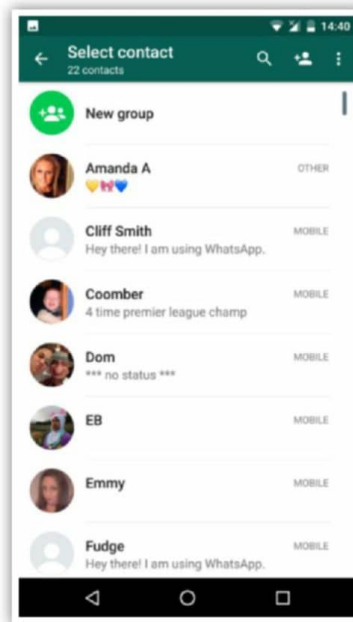 14:40
Select contact
22 contacts
New group
Amanda A
OTHER
💛🎀💙
Cliff Smith
MOBILE
Hey there! I am using WhatsApp.
Coomber
MOBILE
4 time premier league champ
Dom
MOBILE
*** no status ***
EB
MOBILE
Emmy
MOBILE
Fudge
MOBILE
Hey there! I am using WhatsApp.